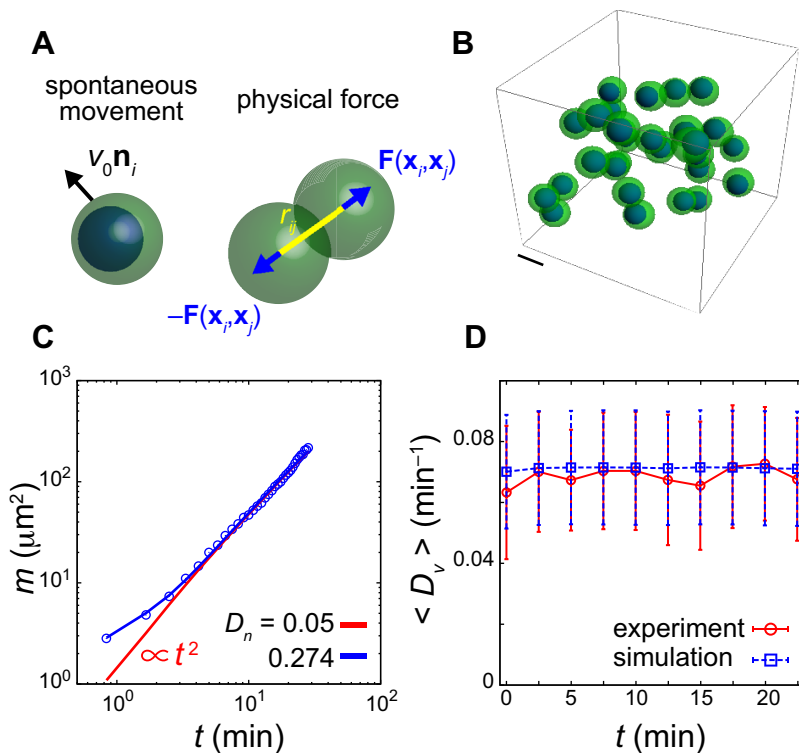 A
spontaneous
movement
v₀nᵢ
physical force
F(xᵢ,xⱼ)
rᵢⱼ
–F(xᵢ,xⱼ)
B
C
m (μm²)
10³
10²
10¹
10⁰
10⁰
10¹
10²
t (min)
∝ t²
Dₙ = 0.05
0.274
D
< Dᵥ > (min⁻¹)
0.08
0.04
0
0
5
10
15
20
t (min)
experiment
simulation